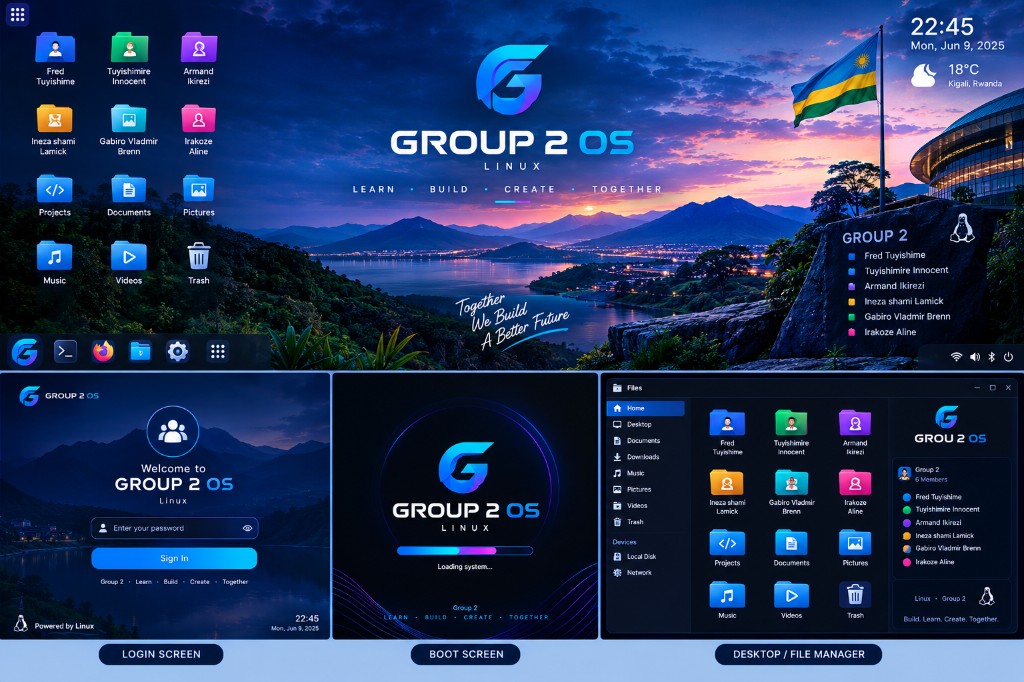 22:45
Mon, Jun 9, 2025
18°C
Kigali, Rwanda
Fred
Tuyishime
Tuyishimire
Innocent
Armand
Ikirezi
Ineza shami
Lamick
Gabiro Vladmir
Brenn
Irakoze
Aline
Projects
Documents
Pictures
Music
Videos
Trash
GROUP 2 OS
LINUX
LEARN • BUILD • CREATE • TOGETHER
Together
We Build
A Better Future
GROUP 2
Fred Tuyishime
Tuyishimire Innocent
Armand Ikirezi
Ineza shami Lamick
Gabiro Vladmir Brenn
Irakoze Aline
GROUP 2 OS
Welcome to
GROUP 2 OS
Linux
Enter your password
Sign In
Group 2 • Learn • Build • Create • Together
Powered by Linux
22:45
Mon, Jun 9, 2025
LOGIN SCREEN
GROUP 2 OS
LINUX
Loading system...
Group 2
LEARN • BUILD • CREATE • TOGETHER
BOOT SCREEN
Files
Home
Desktop
Documents
Downloads
Music
Pictures
Videos
Trash
Devices
Local Disk
Network
Fred
Tuyishime
Tuyishimire
Innocent
Armand
Ikirezi
Ineza shami
Lamick
Gabiro Vladmir
Brenn
Irakoze
Aline
Projects
Documents
Pictures
Music
Videos
Trash
GROU 2 OS
Group 2
6 Members
Fred Tuyishime
Tuyishimire Innocent
Armand Ikirezi
Ineza shami Lamick
Gabiro Vladmir Brenn
Irakoze Aline
Linux • Group 2
Build. Learn. Create. Together.
DESKTOP / FILE MANAGER